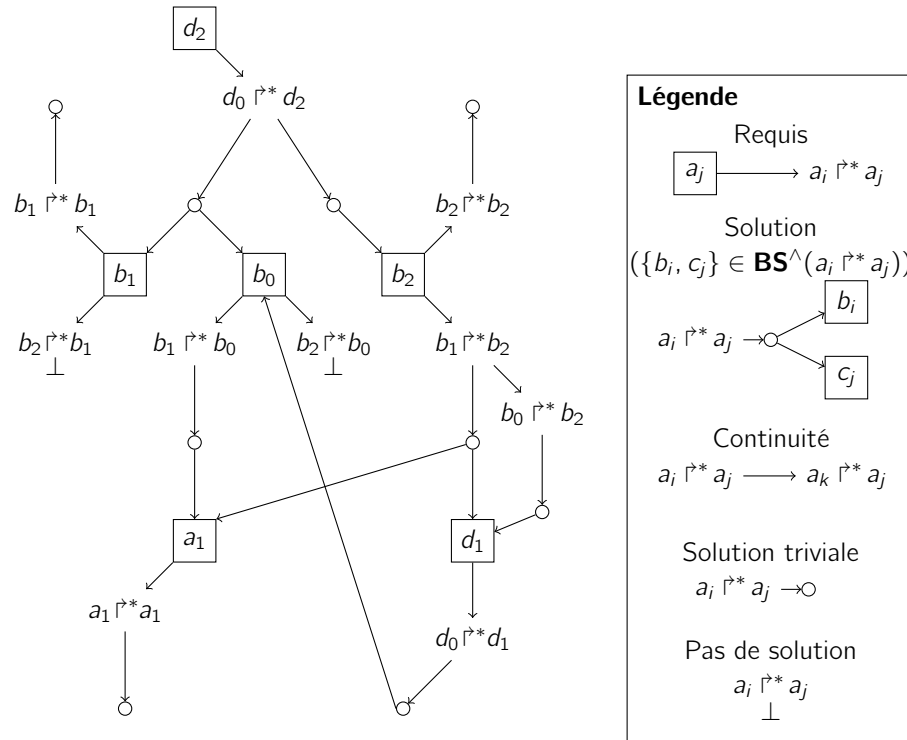 d₂
d₀ ↱* d₂
b₁ ↱* b₁
b₂ ↱* b₂
b₁
b₀
b₂
b₂ ↱* b₁
⊥
b₁ ↱* b₀
b₂ ↱* b₀
⊥
b₁ ↱* b₂
b₀ ↱* b₂
a₁
d₁
a₁ ↱* a₁
d₀ ↱* d₁
Légende
Requis
aⱼ aᵢ ↱* aⱼ
Solution
({bᵢ, cⱼ} ∈ BS^∧(aᵢ ↱* aⱼ))
bᵢ
aᵢ ↱* aⱼ
cⱼ
Continuité
aᵢ ↱* aⱼ aₖ ↱* aⱼ
Solution triviale
aᵢ ↱* aⱼ
Pas de solution
aᵢ ↱* aⱼ
⊥